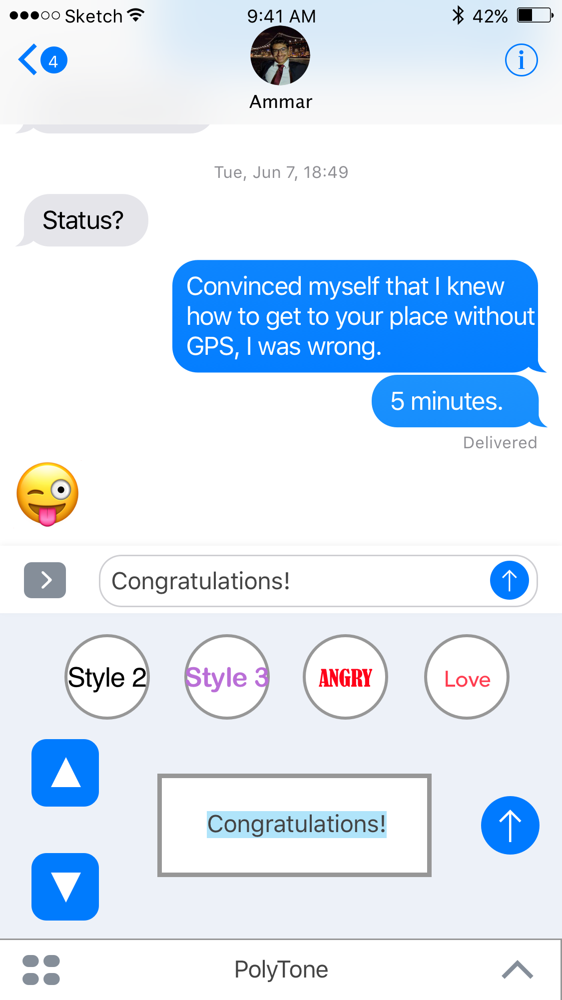 Sketch 9:41 AM 42%
4
i
Ammar
Tue, Jun 7, 18:49
Status?
Convinced myself that I knew
how to get to your place without
GPS, I was wrong.
5 minutes.
Delivered
Congratulations!
Style 2 Style 3 ANGRY Love
Congratulations!
PolyTone